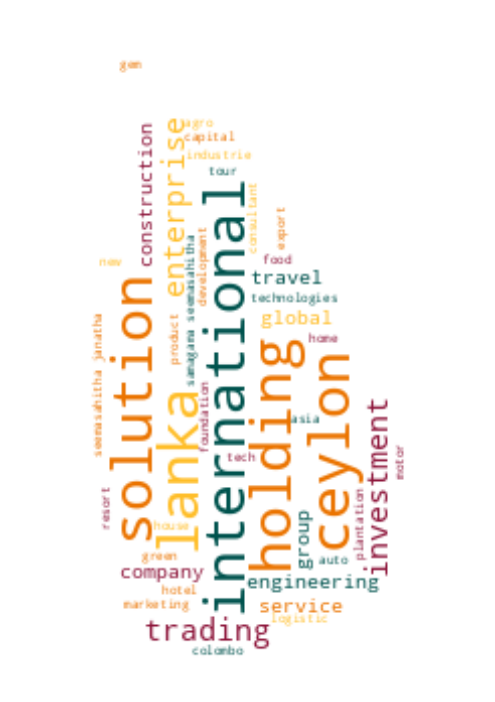 gem
agro
capital
construction
enterprise
industrie
tour
international
consultant
export
samagama seemasahitha
development
food
new
travel
solution
technologies
global
seemasahitha janatha
product
home
holding
ceylon
lanka
foundation
asia
investment
tech
motor
resort
plantation
group
house
green
auto
company
engineering
hotel
marketing
service
logistic
trading
colombo